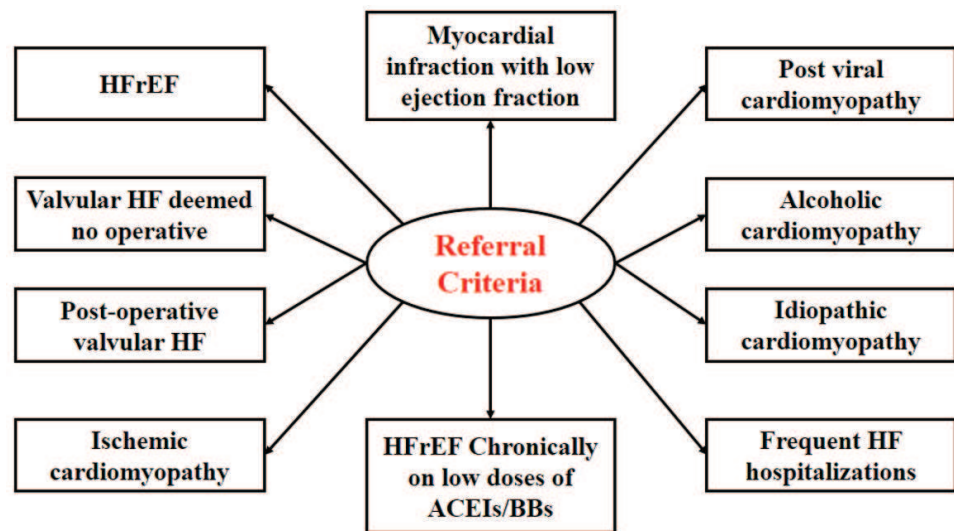 HFrEF
Myocardial
infraction with low
ejection fraction
Post viral
cardiomyopathy
Valvular HF deemed
no operative
Alcoholic
cardiomyopathy
Referral
Criteria
Post-operative
valvular HF
Idiopathic
cardiomyopathy
Ischemic
cardiomyopathy
HFrEF Chronically
on low doses of
ACEIs/BBs
Frequent HF
hospitalizations